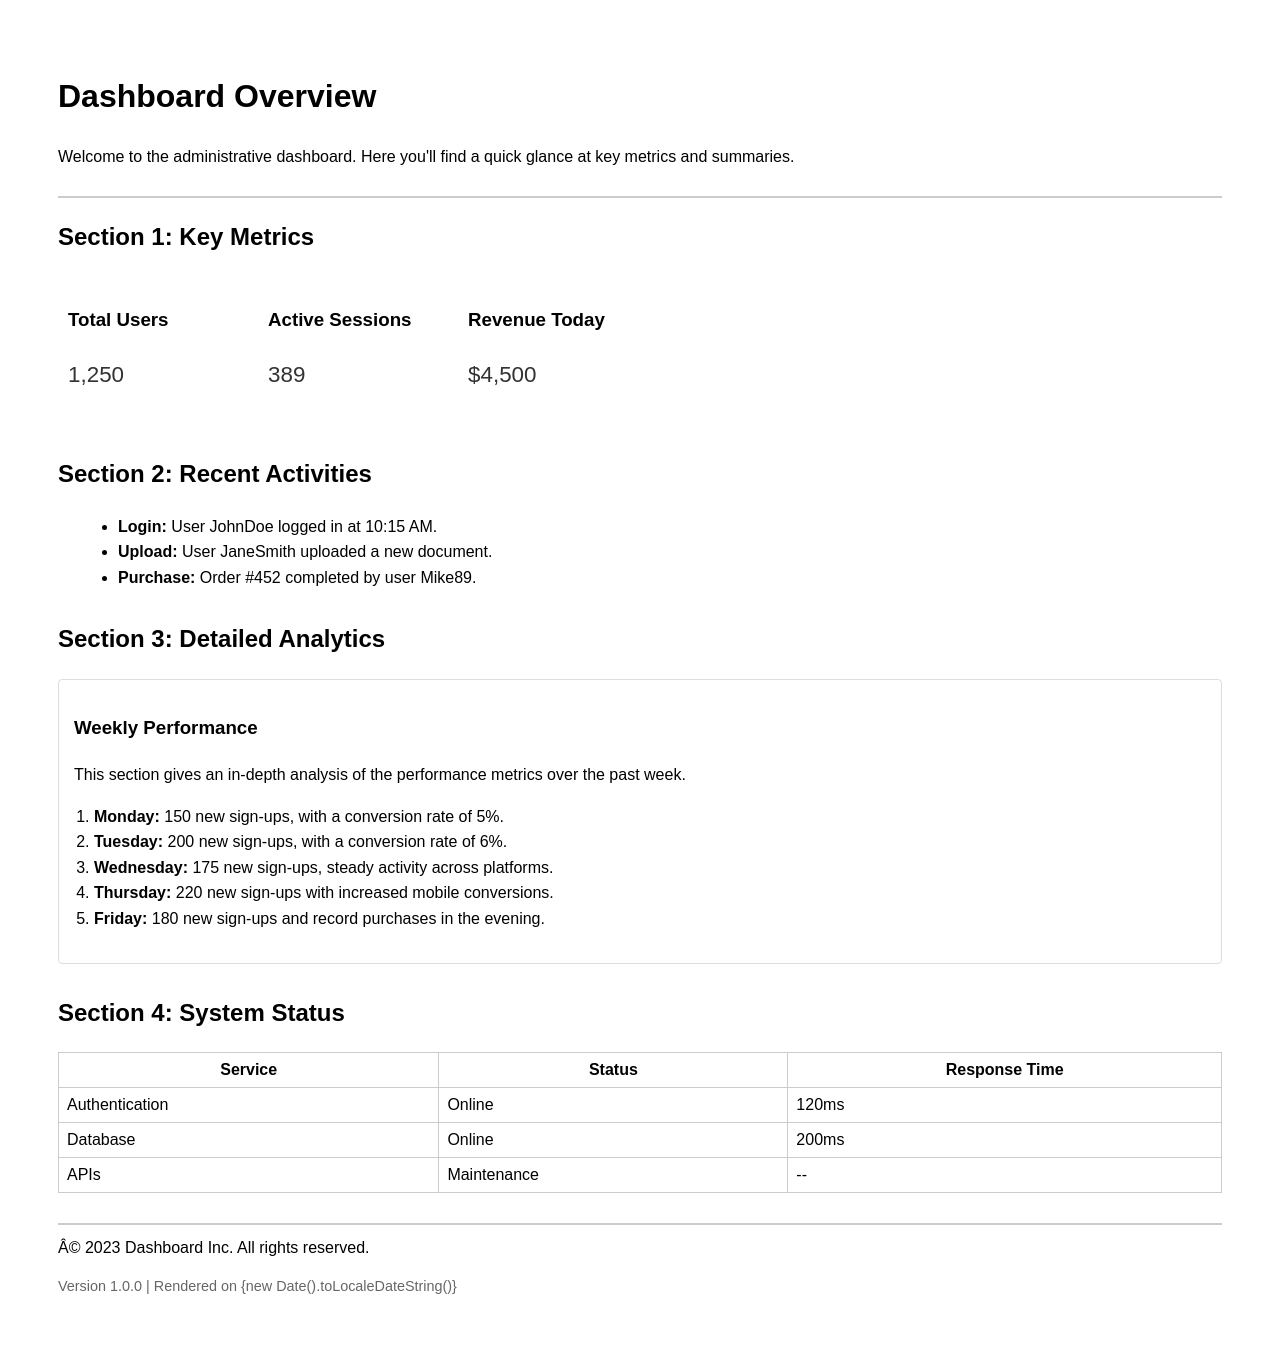 Dashboard Overview
Welcome to the administrative dashboard. Here you'll find a quick glance at key metrics and summaries.
Section 1: Key Metrics
Total Users
1,250
Active Sessions
389
Revenue Today
$4,500
Section 2: Recent Activities
• Login: User JohnDoe logged in at 10:15 AM.
• Upload: User JaneSmith uploaded a new document.
• Purchase: Order #452 completed by user Mike89.
Section 3: Detailed Analytics
Weekly Performance
This section gives an in-depth analysis of the performance metrics over the past week.
1. Monday: 150 new sign-ups, with a conversion rate of 5%.
2. Tuesday: 200 new sign-ups, with a conversion rate of 6%.
3. Wednesday: 175 new sign-ups, steady activity across platforms.
4. Thursday: 220 new sign-ups with increased mobile conversions.
5. Friday: 180 new sign-ups and record purchases in the evening.
Section 4: System Status
Service Status Response Time
Authentication Online 120ms
Database Online 200ms
APIs Maintenance --
Â© 2023 Dashboard Inc. All rights reserved.
Version 1.0.0 | Rendered on {new Date().toLocaleDateString()}